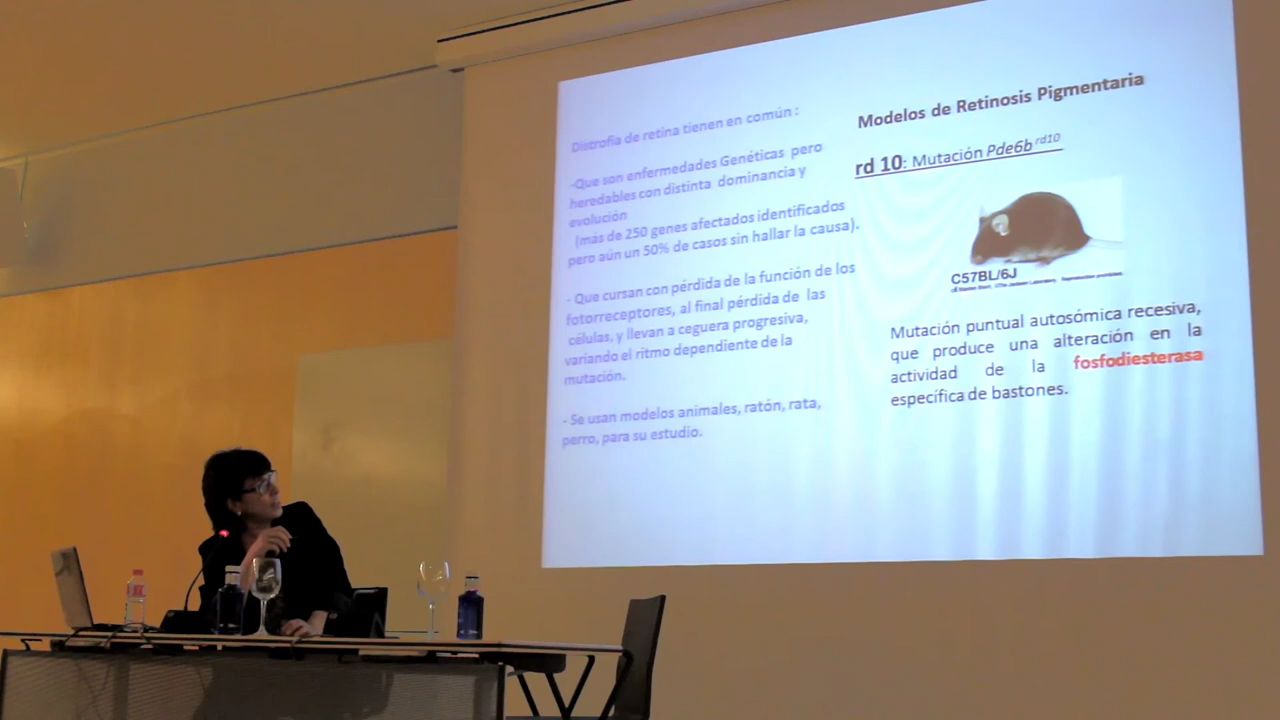 Distrofia de retina tienen en común :
-Que son enfermedades Genéticas pero
heredables con distinta dominancia y
evolución
(más de 250 genes afectados identificados
pero aún un 50% de casos sin hallar la causa).
- Que cursan con pérdida de la función de los
fotorreceptores, al final pérdida de las
células, y llevan a ceguera progresiva,
variando el ritmo dependiente de la
mutación.
- Se usan modelos animales, ratón, rata,
perro, para su estudio.
Modelos de Retinosis Pigmentaria
rd 10: Mutación Pde6b rd10
C57BL/6J
Jackson Laboratory. Reproduction prohibited.
Mutación puntual autosómica recesiva,
que produce una alteración en la
actividad de la fosfodiesterasa
específica de bastones.